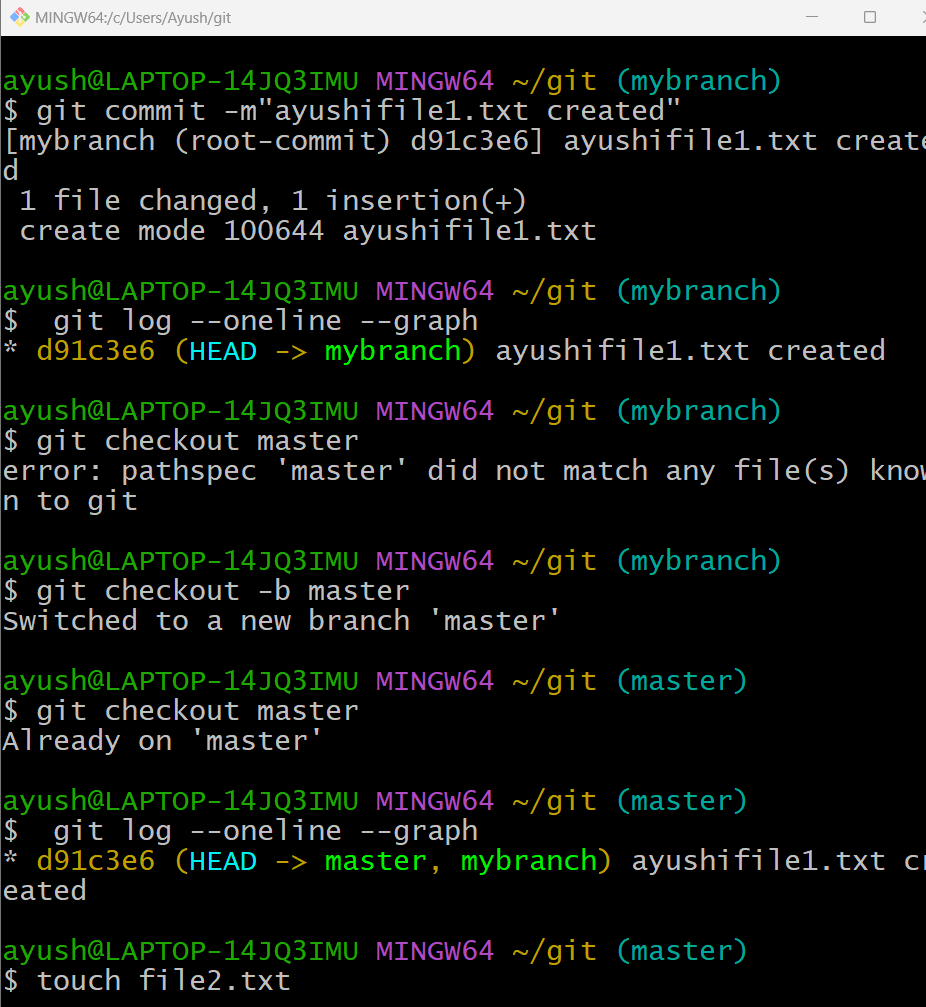 MINGW64:/c/Users/Ayush/git
ayush@LAPTOP-14JQ3IMU MINGW64 ~/git (mybranch)
$ git commit -m"ayushifile1.txt created"
[mybranch (root-commit) d91c3e6] ayushifile1.txt create
d
 1 file changed, 1 insertion(+)
 create mode 100644 ayushifile1.txt
ayush@LAPTOP-14JQ3IMU MINGW64 ~/git (mybranch)
$  git log --oneline --graph
* d91c3e6 (HEAD -> mybranch) ayushifile1.txt created
ayush@LAPTOP-14JQ3IMU MINGW64 ~/git (mybranch)
$ git checkout master
error: pathspec 'master' did not match any file(s) know
n to git
ayush@LAPTOP-14JQ3IMU MINGW64 ~/git (mybranch)
$ git checkout -b master
Switched to a new branch 'master'
ayush@LAPTOP-14JQ3IMU MINGW64 ~/git (master)
$ git checkout master
Already on 'master'
ayush@LAPTOP-14JQ3IMU MINGW64 ~/git (master)
$  git log --oneline --graph
* d91c3e6 (HEAD -> master, mybranch) ayushifile1.txt cr
eated
ayush@LAPTOP-14JQ3IMU MINGW64 ~/git (master)
$ touch file2.txt